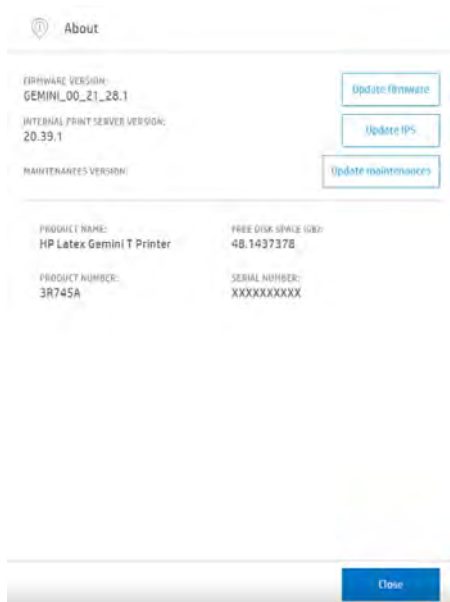 About
FIRMWARE VERSION:
GEMINI_00_21_28.1
Update firmware
INTERNAL PRINT SERVER VERSION:
20.39.1
Update IPS
MAINTENANCES VERSION:
Update maintenances
PRODUCT NAME:
HP Latex Gemini T Printer
FREE DISK SPACE (GB):
48.1437378
PRODUCT NUMBER:
3R745A
SERIAL NUMBER:
XXXXXXXXXX
Close